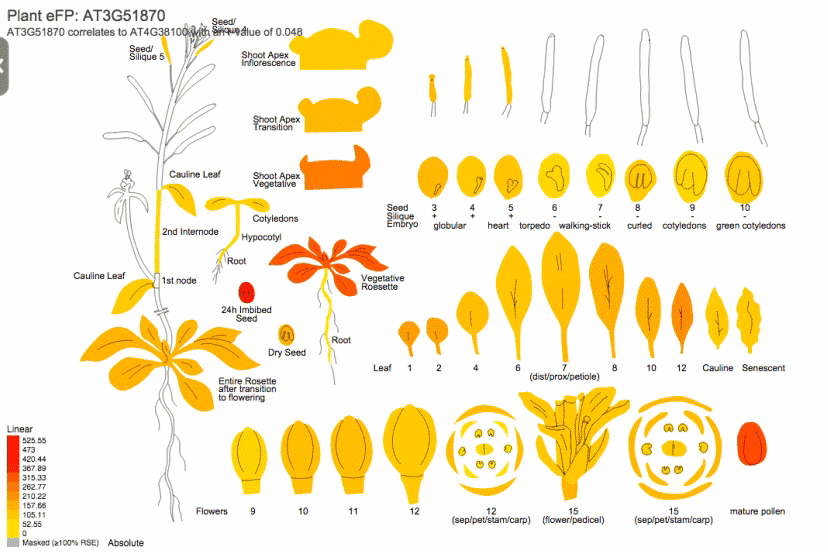 Plant eFP: AT3G51870
AT3G51870 correlates to AT4G38100 with an r-value of 0.048
Seed/
Silique 4
Seed/
Silique 5
Shoot Apex
Inflorescence
Shoot Apex
Transition
Shoot Apex
Vegetative
Cauline Leaf
Cotyledons
2nd Internode
Hypocotyl
Root
Cauline Leaf
1st node
24h Imbibed
Seed
Vegetative
Roesette
Dry Seed
Root
Entire Rosette
after transition
to flowering
Seed 3 4 5 6 7 8 9 10
Silique + + + - - - - -
Embryo globular heart torpedo walking-stick curled cotyledons green cotyledons
Leaf 1 2 4 6 7 8 10 12 Cauline Senescent
(dist/prox/petiole)
Linear
525.55
473
420.44
367.89
315.33
262.77
210.22
157.66
105.11
52.55
0
Masked (≥100% RSE) Absolute
Flowers 9 10 11 12 12 15 15 mature pollen
(sep/pet/stam/carp) (flower/pedicel) (sep/pet/stam/carp)